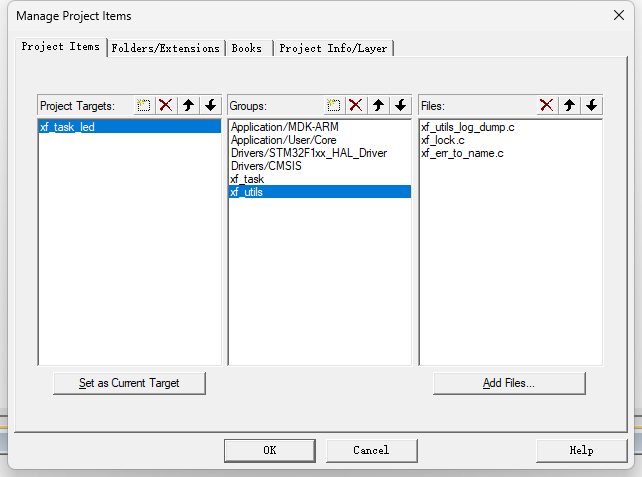 Manage Project Items
Project Items Folders/Extensions Books Project Info/Layer
Project Targets: Groups: Files:
xf_task_led
Application/MDK-ARM
Application/User/Core
Drivers/STM32F1xx_HAL_Driver
Drivers/CMSIS
xf_task
xf_utils
xf_utils_log_dump.c
xf_lock.c
xf_err_to_name.c
Set as Current Target Add Files...
OK Cancel Help